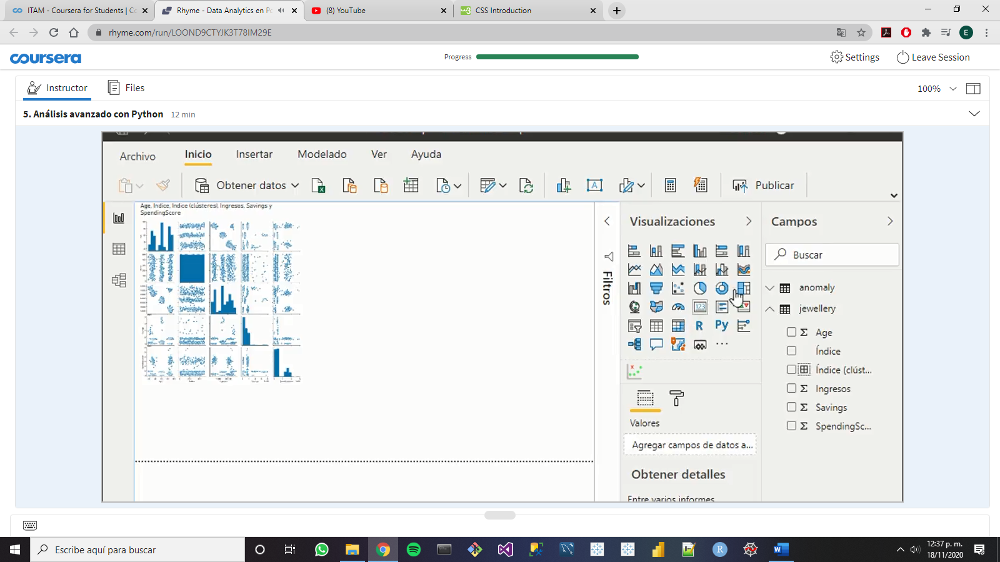 ITAM - Coursera for Students | Co
Rhyme - Data Analytics en Po
(8) YouTube
CSS Introduction
rhyme.com/run/LOOND9CTYJK3T78IM29E
E
coursera
Progress
Settings
Leave Session
Instructor
Files
100%
5. Análisis avanzado con Python 12 min
Archivo
Inicio
Insertar
Modelado
Ver
Ayuda
Obtener datos
Publicar
Age, Índice, Índice (clústeres), Ingresos, Savings y
SpendingScore
Filtros
Visualizaciones
123
R
Py
Valores
Agregar campos de datos a...
Obtener detalles
Entre varios informes
Campos
Buscar
anomaly
jewellery
Age
Índice
Índice (clúst...
Ingresos
Savings
SpendingSc...
Escribe aquí para buscar
12:37 p. m.
18/11/2020